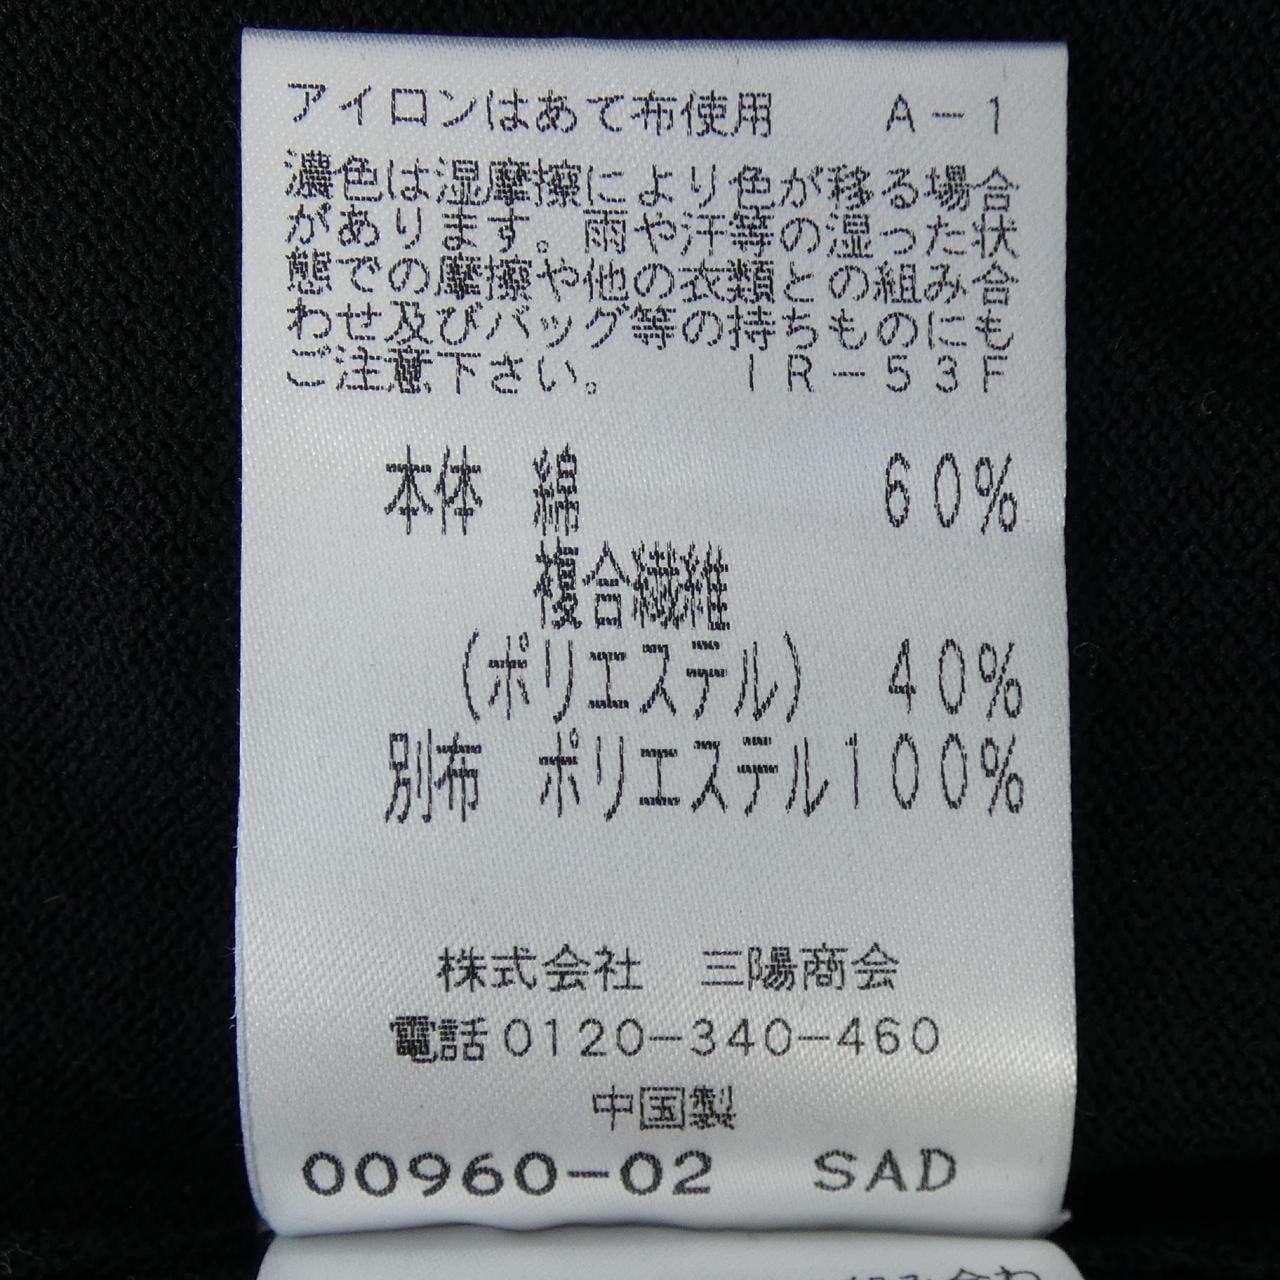 アイロンはあて布使用　A-1
濃色は湿摩擦により色が移る場合
があります。雨や汗等の湿った状
態での摩擦や他の衣類との組み合
わせ及びバッグ等の持ちものにも
ご注意下さい。　IR-53F
本体　綿　60%
複合繊維
(ポリエステル)　40%
別布　ポリエステル100%
株式会社　三陽商会
電話0120-340-460
中国製
00960-02　SAD